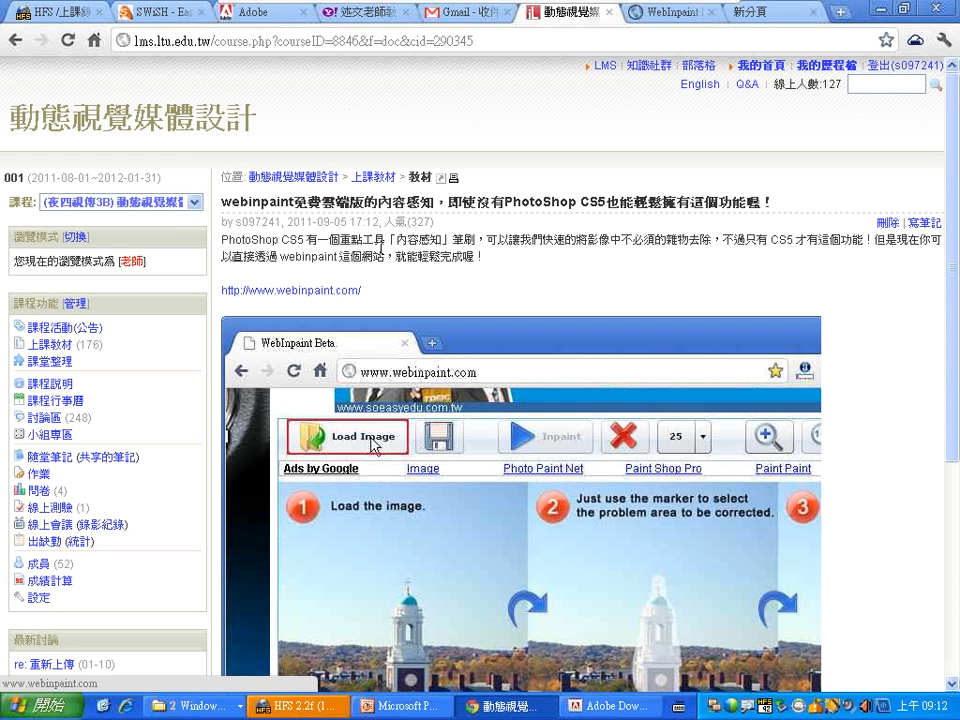 HFS /上課錄
SWiSH - Eas
Adobe
述文老師教
Gmail - 收件
動態視覺媒
WebInpaint
新分頁
lms.ltu.edu.tw/course.php?courseID=8846&f=doc&cid=290345
LMS | 知識社群 | 部落格 我的首頁 | 我的歷程檔 | 登出(s097241)
English | Q&A | 線上人數:127
動態視覺媒體設計
001 (2011-08-01~2012-01-31)
課程: (夜四視傳3B) 動態視覺媒體
瀏覽模式 [切換]
您現在的瀏覽模式為 [老師]
課程功能 [管理]
課程活動(公告)
上課教材 (176)
課堂整理
課程說明
課程行事曆
討論區 (248)
小組專區
隨堂筆記 (共享的筆記)
作業
問卷 (4)
線上測驗 (1)
線上會議 (錄影紀錄)
出缺勤 (統計)
成員 (52)
成績計算
設定
最新討論
re: 重新上傳 (01-10)
位置: 動態視覺媒體設計 > 上課教材 > 教材
webinpaint免費雲端版的內容感知，即使沒有PhotoShop CS5也能輕鬆擁有這個功能喔！
by s097241, 2011-09-05 17:12, 人氣(327)
刪除 | 寫筆記
PhotoShop CS5 有一個重點工具「內容感知」筆刷，可以讓我們快速的將影像中不必須的雜物去除，不過只有 CS5 才有這個功能！但是現在你可
以直接透過 webinpaint 這個網站，就能輕鬆完成喔！
http://www.webinpaint.com/
WebInpaint Beta
www.webinpaint.com
www.soeasyedu.com.tw
Load Image
Inpaint
25
Ads by Google
Image
Photo Paint Net
Paint Shop Pro
Paint Paint
1 Load the image.
2 Just use the marker to select
the problem area to be corrected.
3
www.webinpaint.com
開始
2 Window...
HFS 2.2f (1...
Microsoft P...
動態視覺...
Adobe Dow...
上午 09:12